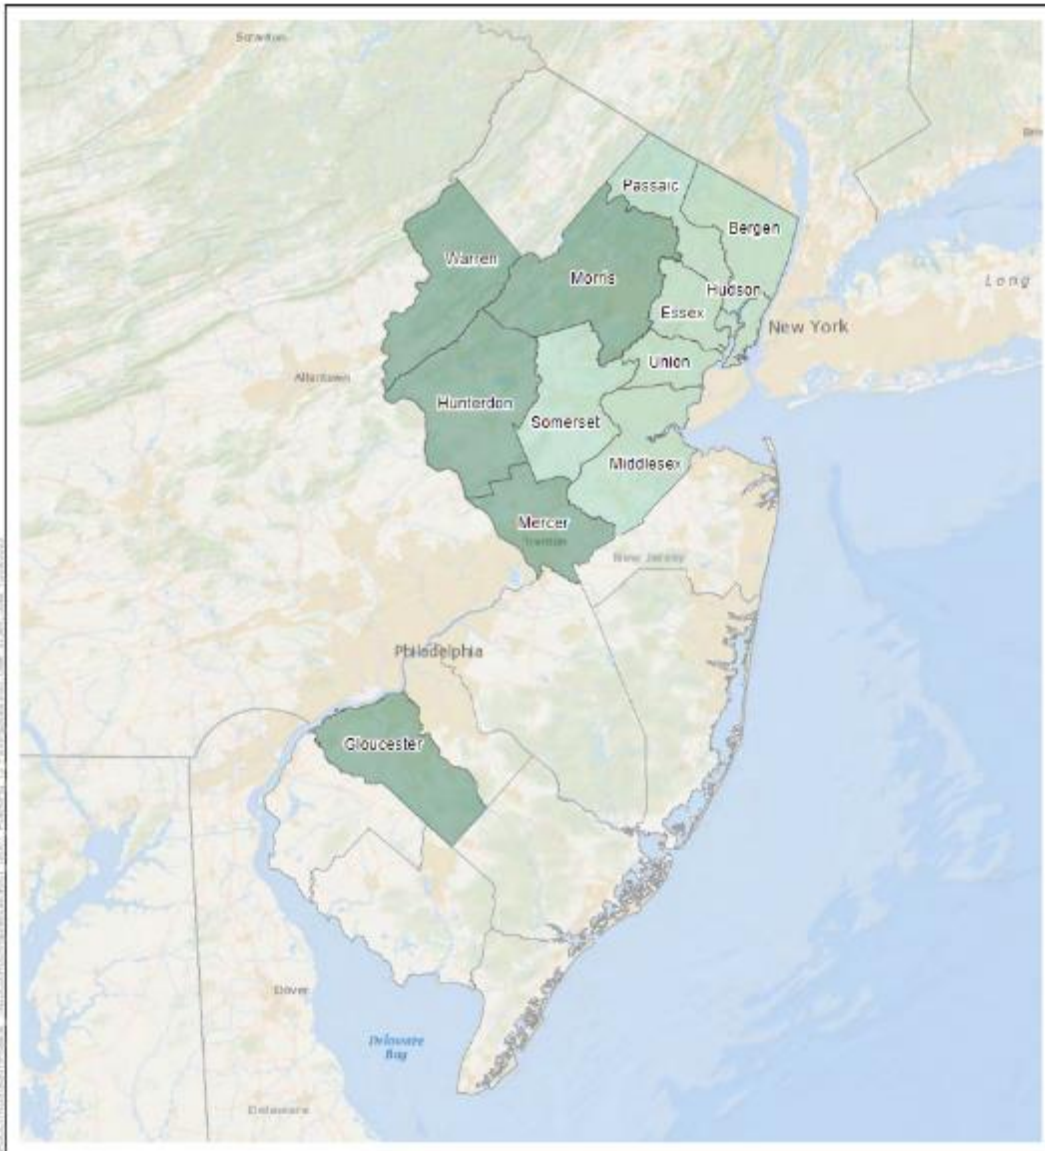 Scranton
Passaic
Bergen
Warren
Morris
Hudson
Long
Essex
New York
Union
Allentown
Hunterdon
Somerset
Middlesex
Mercer
Trenton
New Jersey
Philadelphia
Gloucester
Dover
Delaware
Bay
Delaware